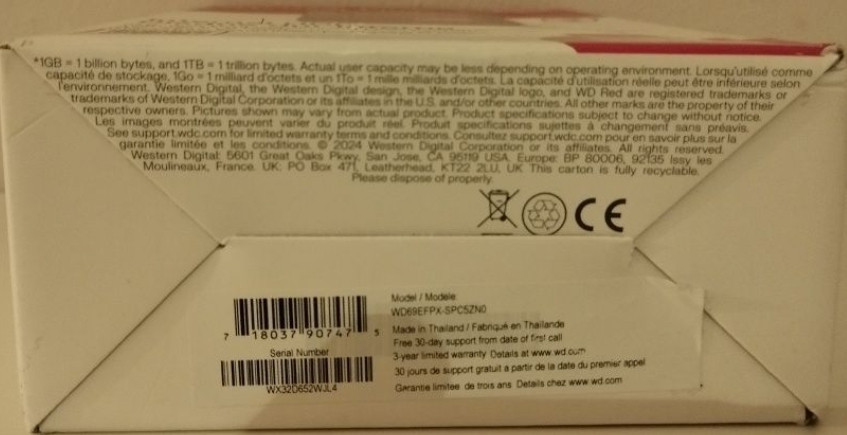 *1GB = 1 billion bytes, and 1TB = 1 trillion bytes. Actual user capacity may be less depending on operating environment. Lorsqu'utilisé comme
capacité de stockage, 1Go = 1 milliard d'octets et un 1To = 1 mille milliards d'octets. La capacité d'utilisation réelle peut être inférieure selon
l'environnement. Western Digital, the Western Digital design, the Western Digital logo, and WD Red are registered trademarks or
trademarks of Western Digital Corporation or its affiliates in the U.S. and/or other countries. All other marks are the property of their
respective owners. Pictures shown may vary from actual product. Product specifications subject to change without notice.
Les images montrées peuvent varier du produit réel. Produit spécifications sujettes à changement sans préavis.
See support.wdc.com for limited warranty terms and conditions. Consultez support.wdc.com pour en savoir plus sur la
garantie limitée et les conditions. © 2024 Western Digital Corporation or its affiliates. All rights reserved.
Western Digital: 5601 Great Oaks Pkwy, San Jose, CA 95119 USA. Europe: BP 80006, 92135 Issy les
Moulineaux, France. UK: PO Box 471, Leatherhead, KT22 2LU, UK This carton is fully recyclable.
Please dispose of properly.
CE
7 18037 90747 5
Serial Number
WX32D652WJL4
Model / Modele:
WD69EFPX-SPC5ZN0
Made in Thailand / Fabriqué en Thailande
Free 30-day support from date of first call
3-year limited warranty Details at www.wd.com
30 jours de support gratuit a partir de la date du premier appel
Garantie limitee de trois ans Details chez www.wd.com